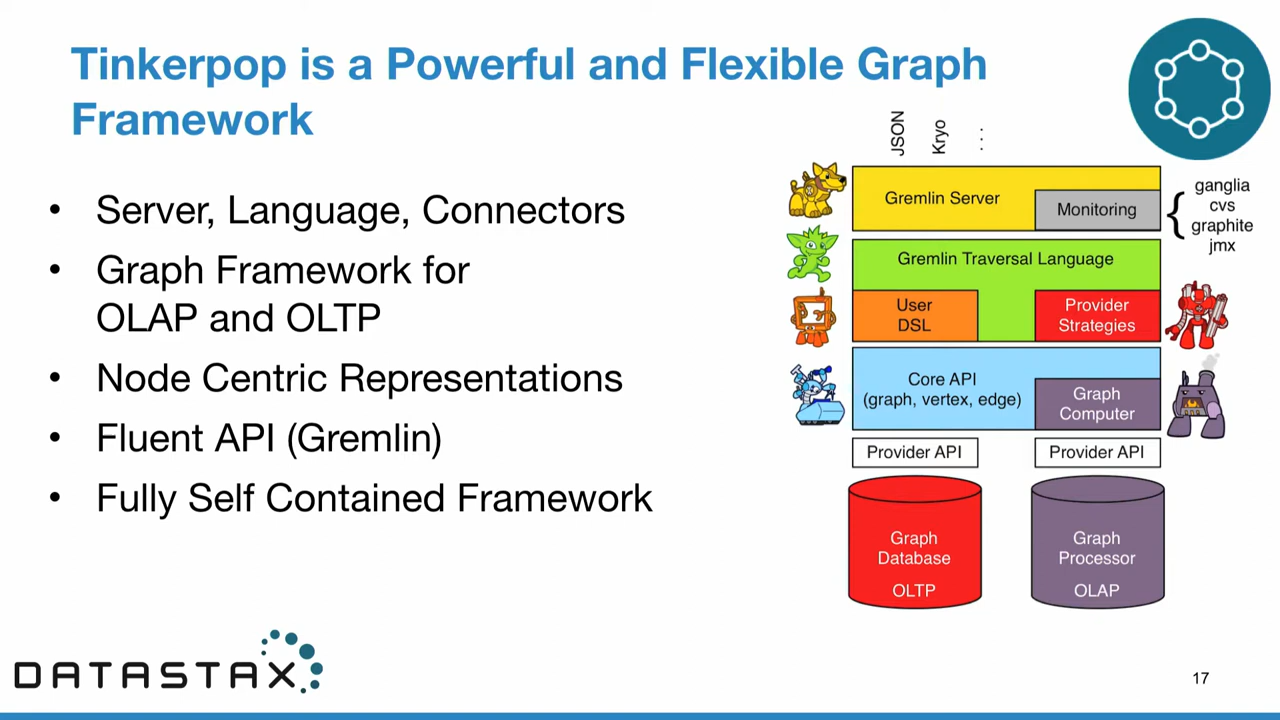 Tinkerpop is a Powerful and Flexible Graph
Framework
• Server, Language, Connectors
• Graph Framework for
OLAP and OLTP
• Node Centric Representations
• Fluent API (Gremlin)
• Fully Self Contained Framework
JSON
Kryo
...
Gremlin Server
Monitoring
ganglia
cvs
graphite
jmx
Gremlin Traversal Language
User
DSL
Provider
Strategies
Core API
(graph, vertex, edge)
Graph
Computer
Provider API
Provider API
Graph
Database
OLTP
Graph
Processor
OLAP
DATASTAX
17